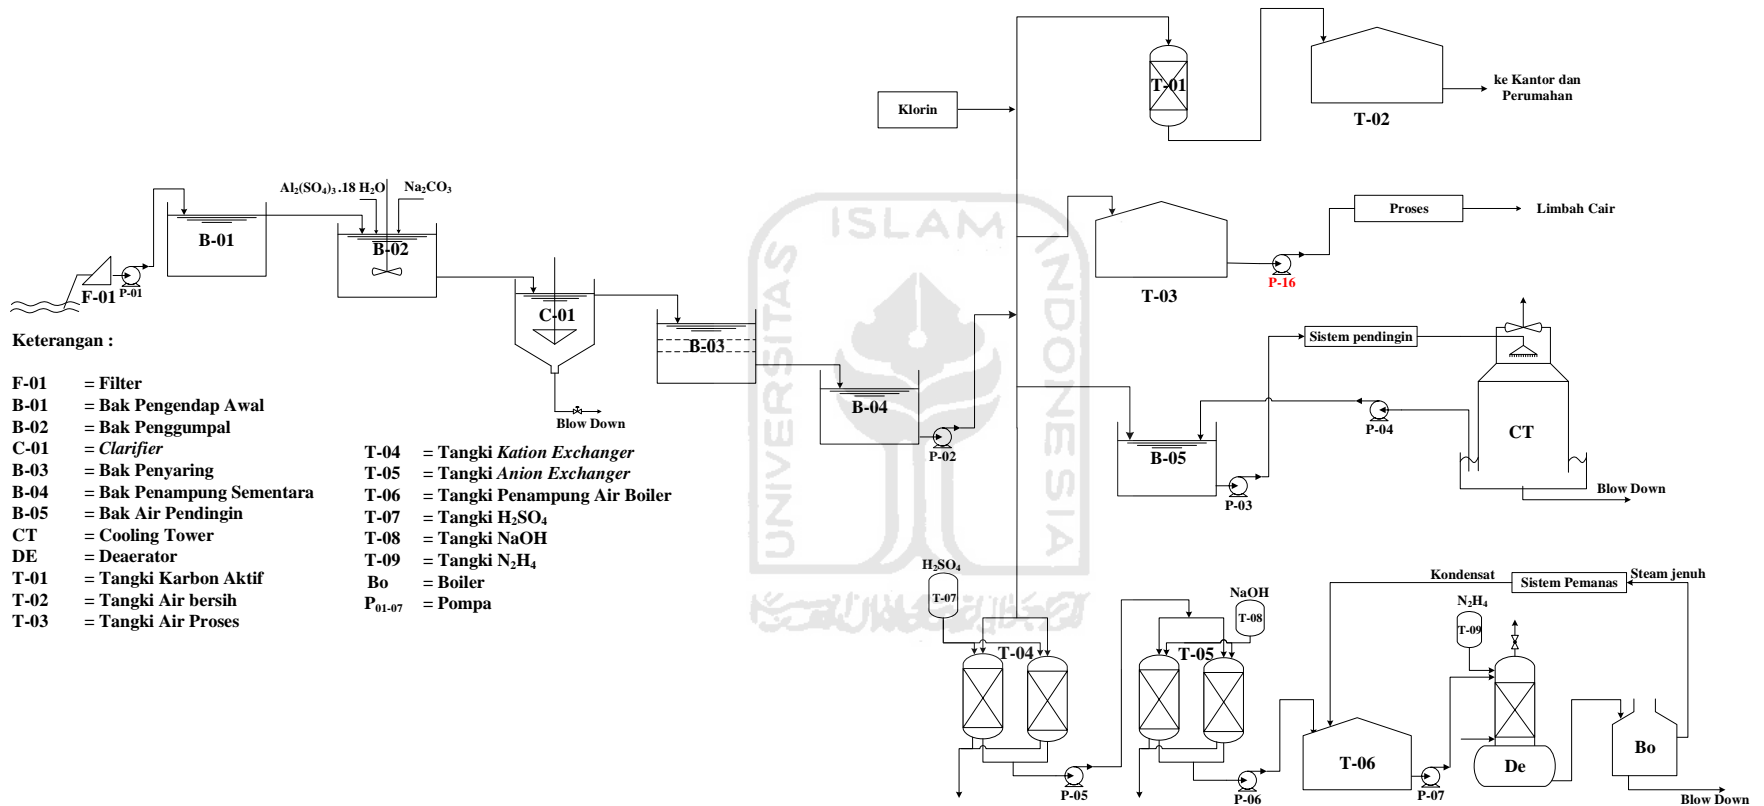 Klorin
T-01
T-02
ke Kantor dan
Perumahan
Al₂(SO₄)₃.18 H₂O
Na₂CO₃
B-01
B-02
F-01
P-01
C-01
Blow Down
B-03
B-04
P-02
T-03
P-16
Proses
Limbah Cair
Sistem pendingin
B-05
P-03
P-04
CT
Blow Down
UNIVERSITAS
ISLAM
INDONESIA
Keterangan :
F-01 = Filter
B-01 = Bak Pengendap Awal
B-02 = Bak Penggumpal
C-01 = Clarifier
B-03 = Bak Penyaring
B-04 = Bak Penampung Sementara
B-05 = Bak Air Pendingin
CT = Cooling Tower
DE = Deaerator
T-01 = Tangki Karbon Aktif
T-02 = Tangki Air bersih
T-03 = Tangki Air Proses
T-04 = Tangki Kation Exchanger
T-05 = Tangki Anion Exchanger
T-06 = Tangki Penampung Air Boiler
T-07 = Tangki H₂SO₄
T-08 = Tangki NaOH
T-09 = Tangki N₂H₄
Bo = Boiler
P₀₁₋₀₇ = Pompa
H₂SO₄
T-07
T-04
P-05
NaOH
T-08
T-05
P-06
Kondensat
Sistem Pemanas
Steam jenuh
N₂H₄
T-09
T-06
P-07
De
Bo
Blow Down